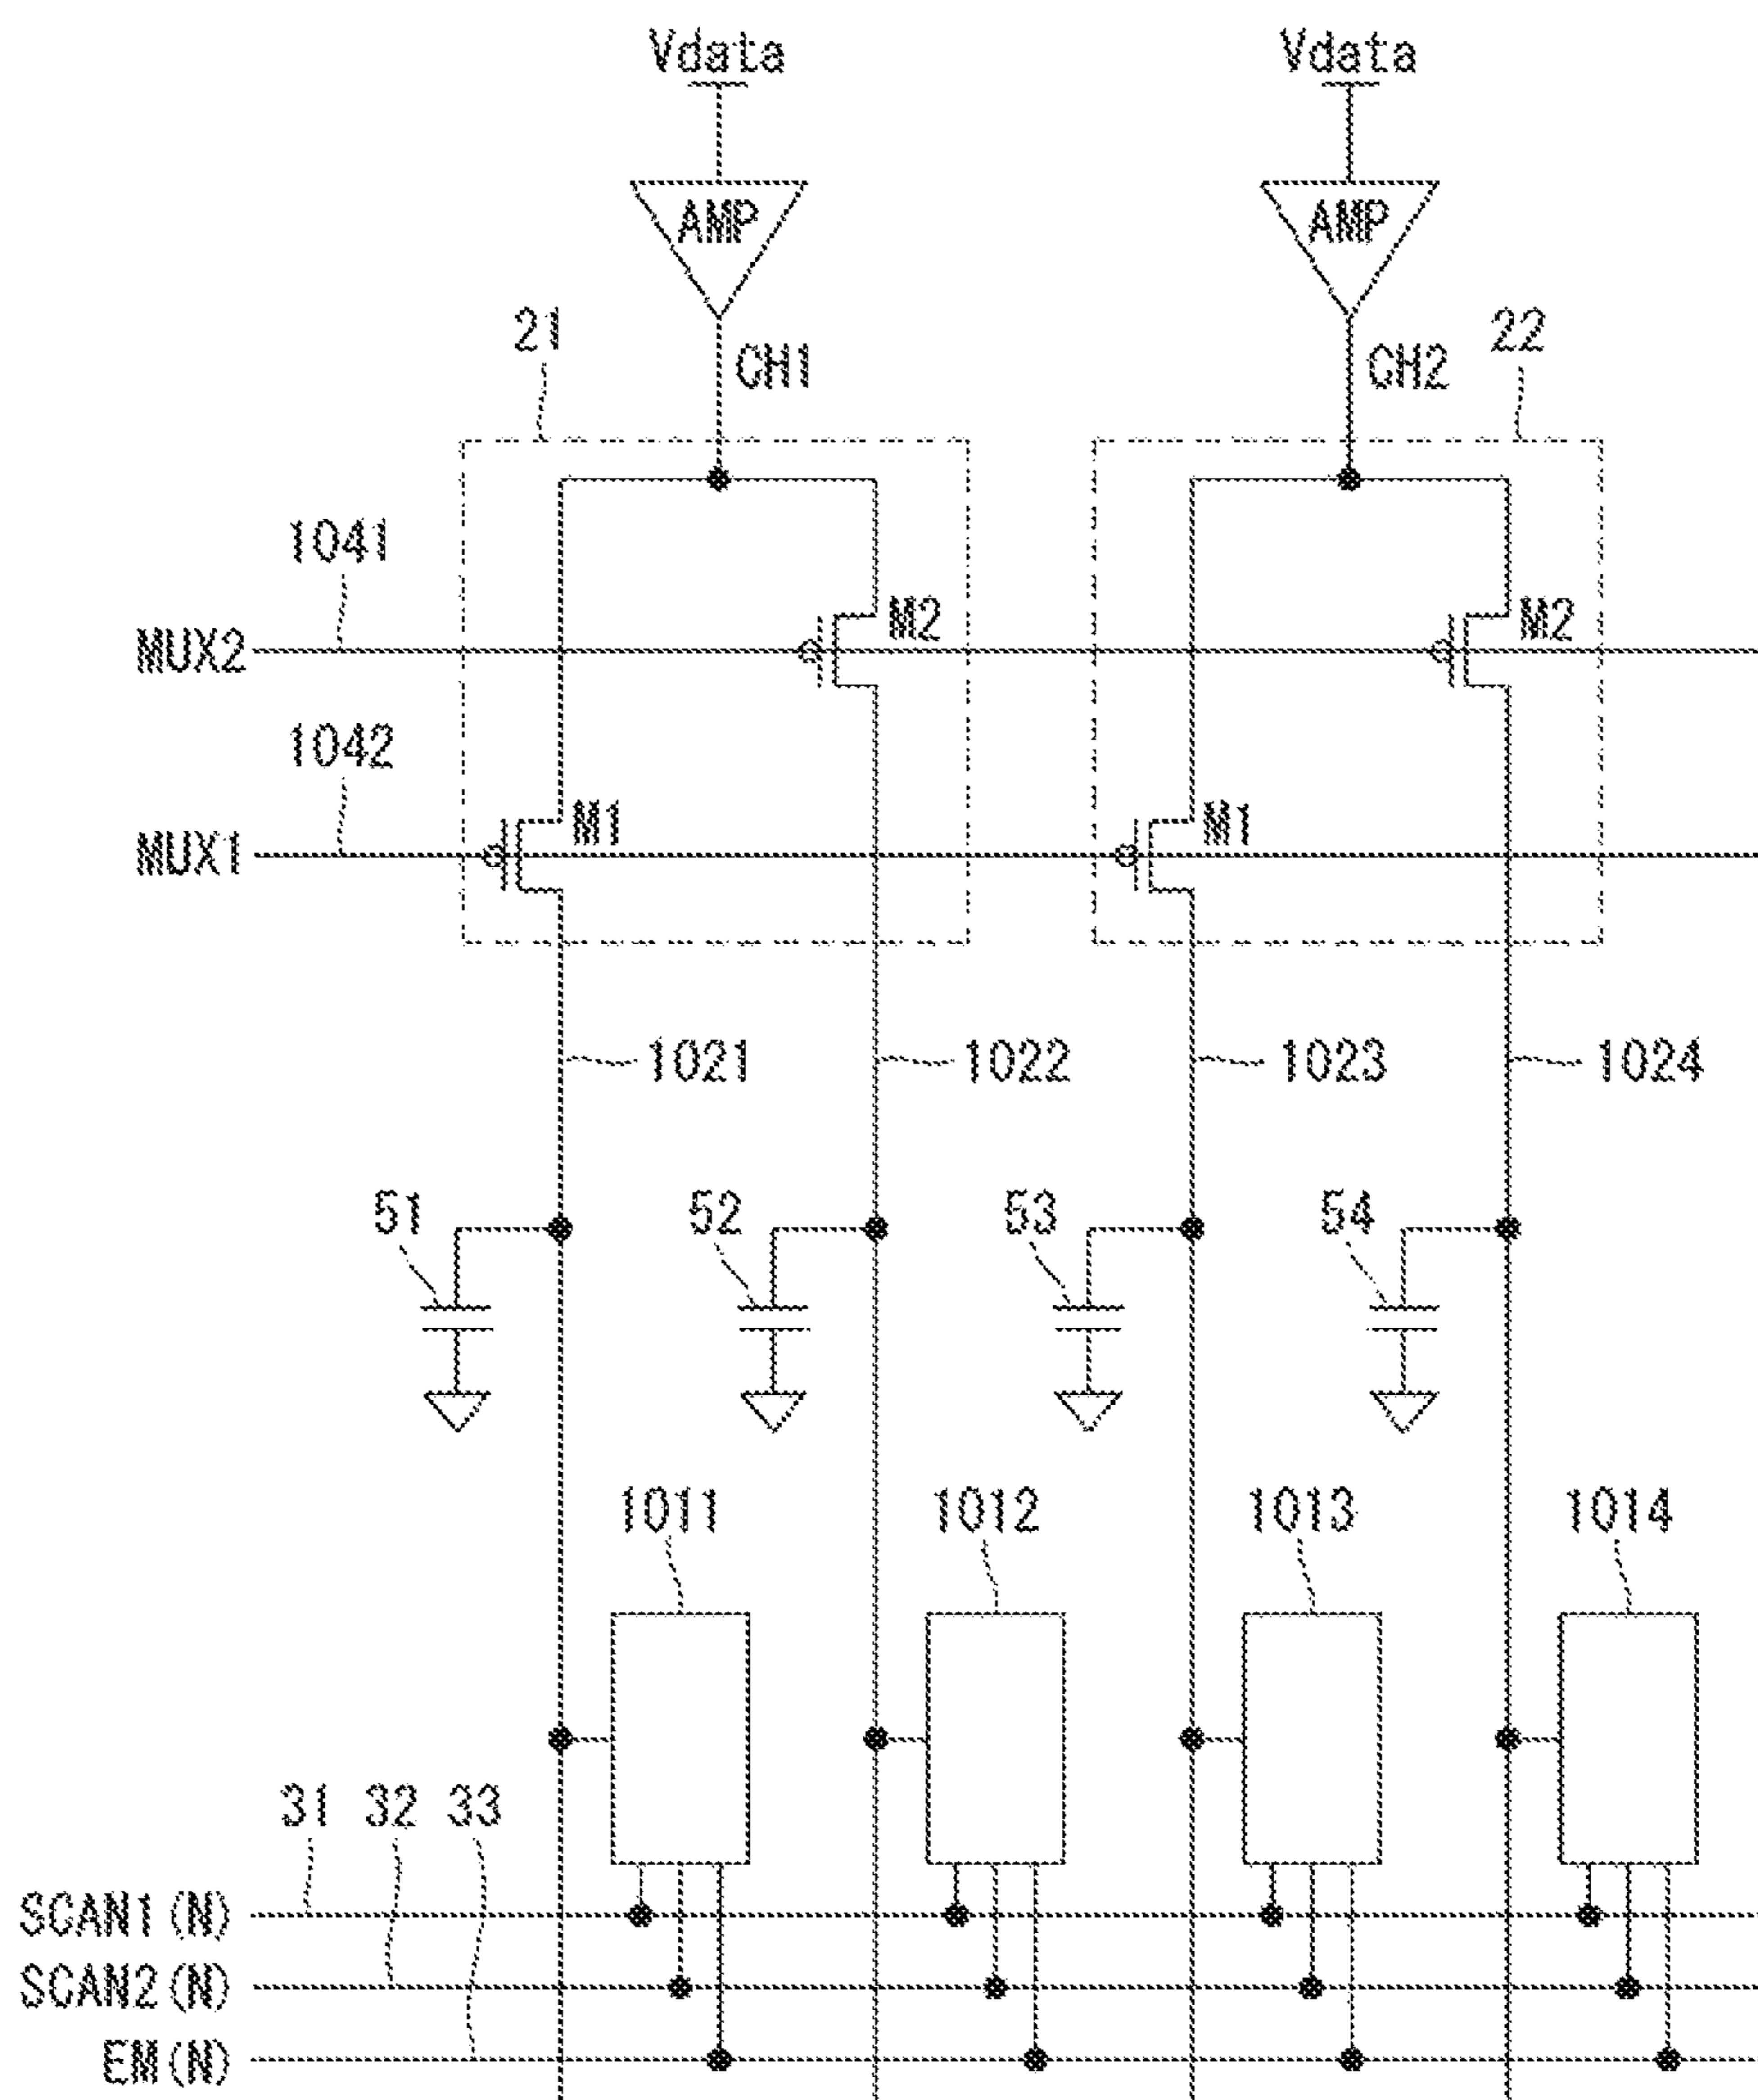 Vdata Vdata
AMP AMP
21 CH1 CH2 22
1041
MUX2 M2 M2
1042
MUX1 M1 M1
1021 1022 1023 1024
51 52 53 54
1011 1012 1013 1014
31 32 33
SCAN1(N)
SCAN2(N)
EM(N)